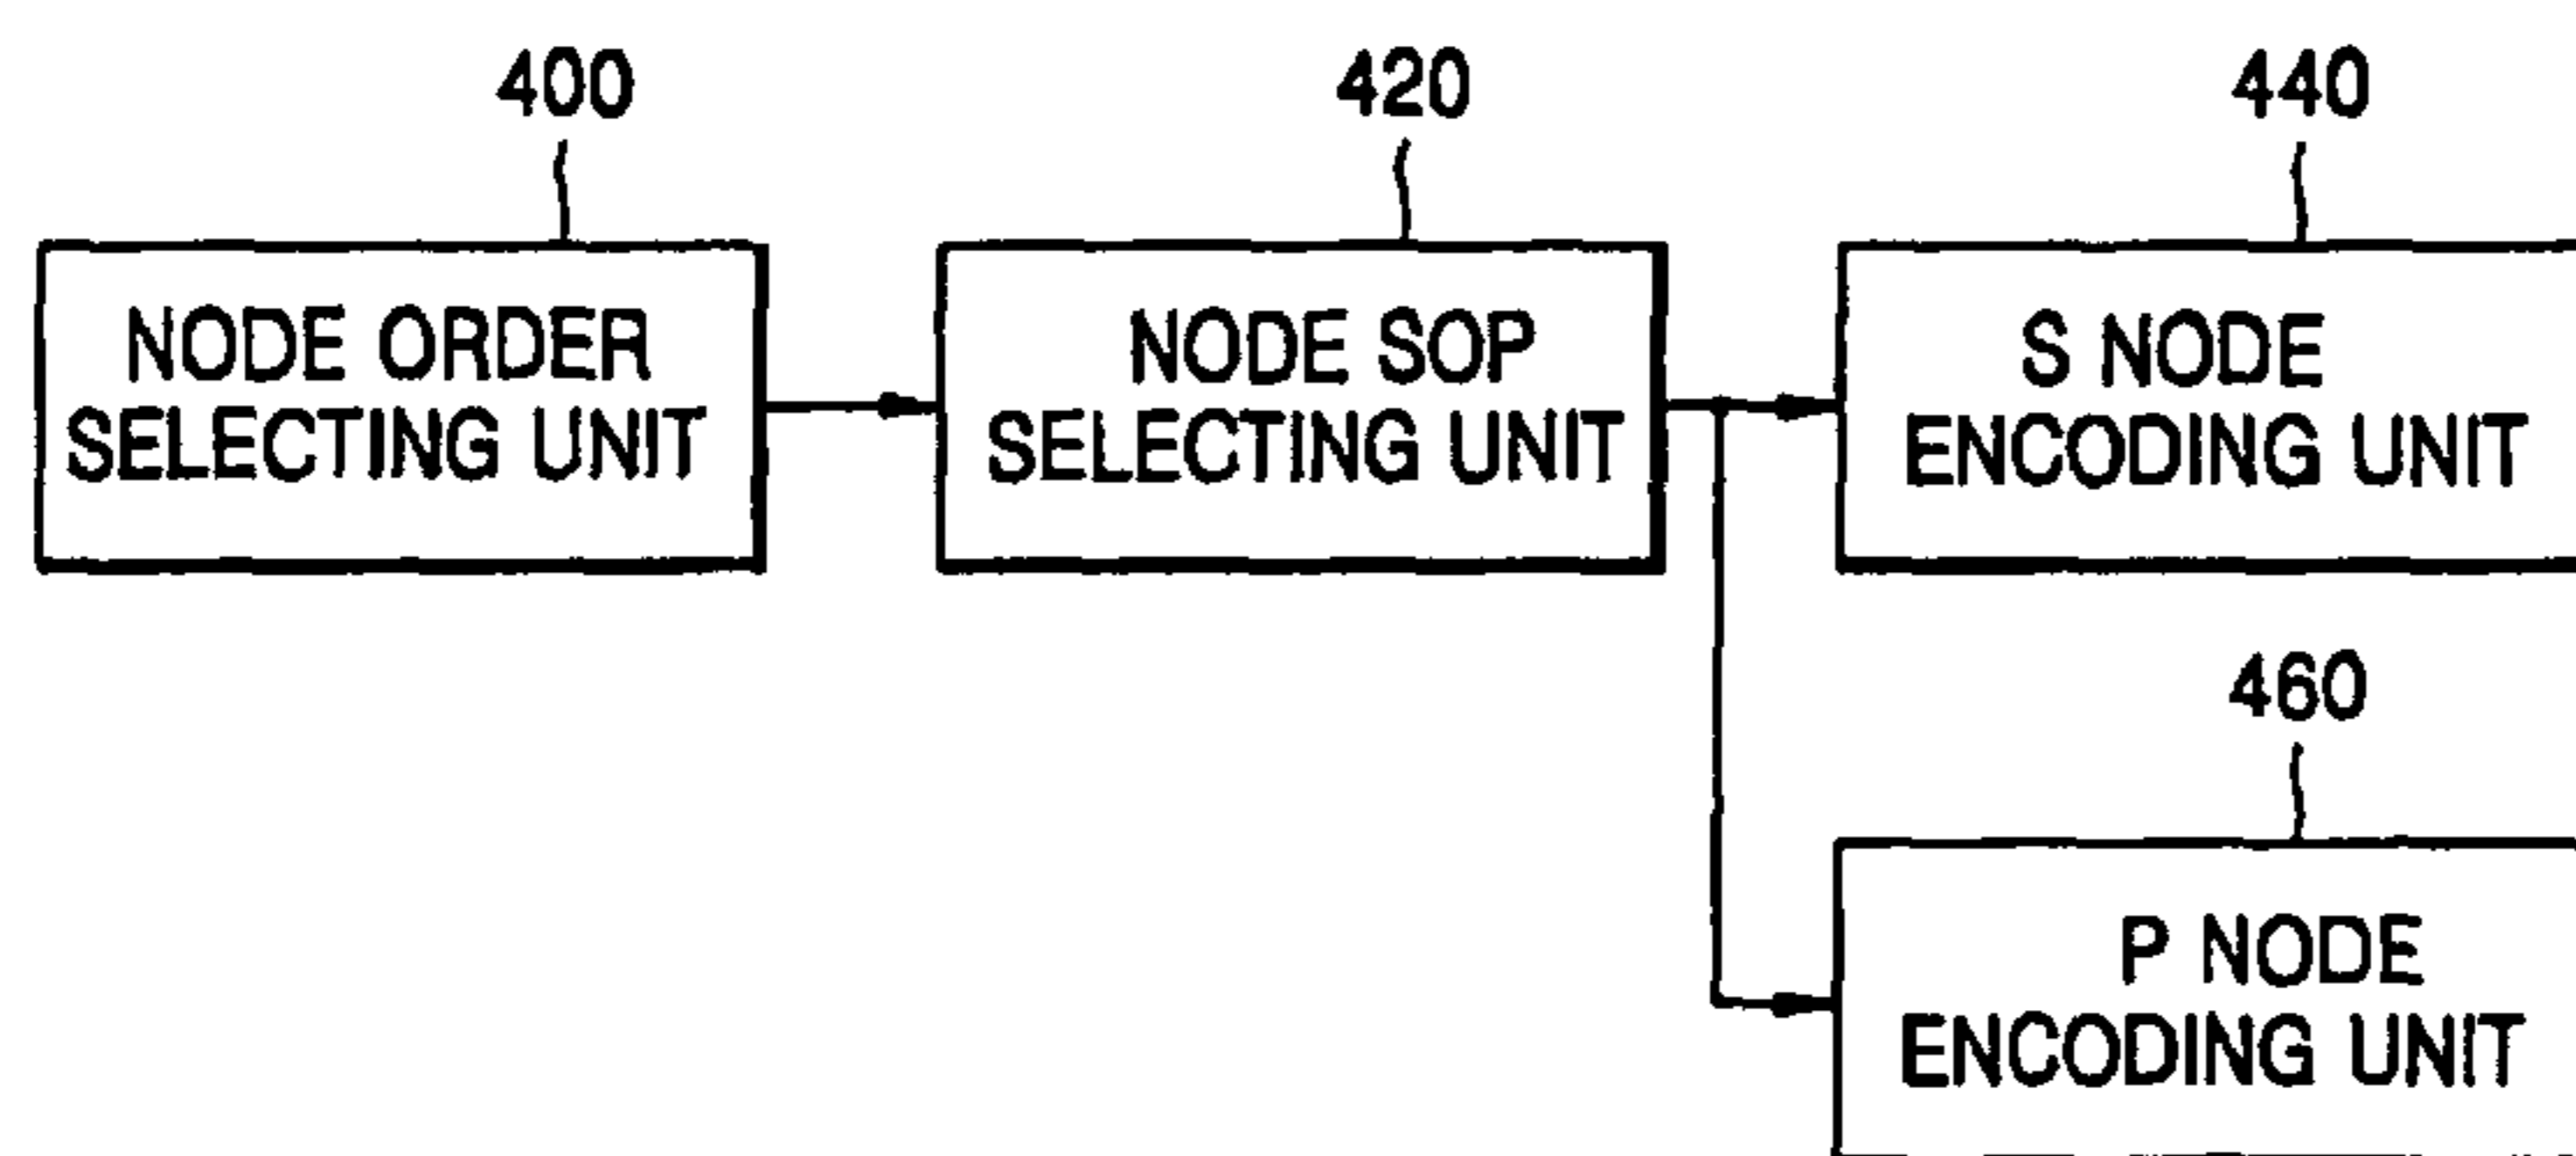 400
420
440
NODE ORDER
SELECTING UNIT
NODE SOP
SELECTING UNIT
S NODE
ENCODING UNIT
460
P NODE
ENCODING UNIT